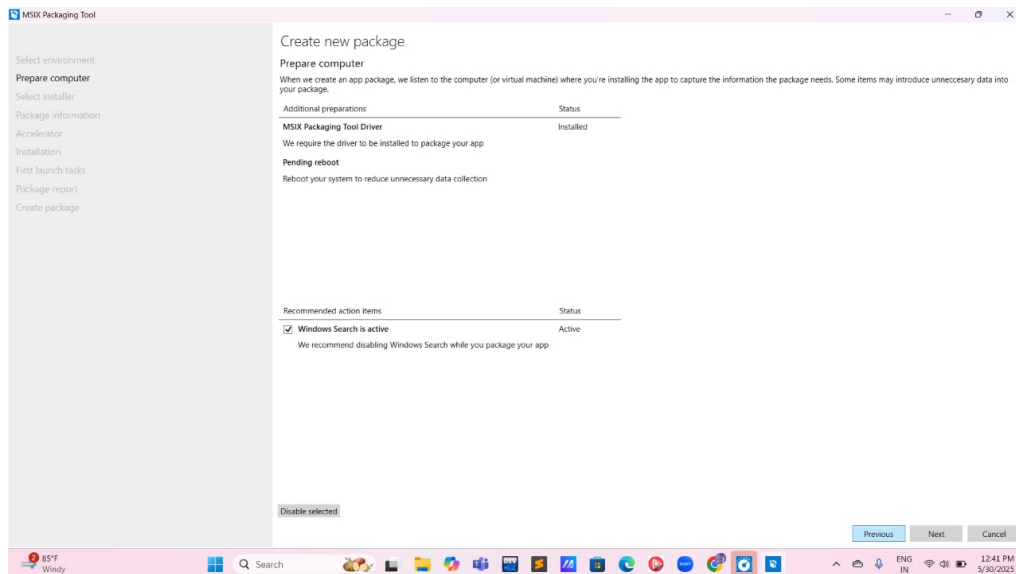 MSIX Packaging Tool
Select environment
Prepare computer
Select installer
Package information
Accelerator
Installation
First launch tasks
Package report
Create package
Create new package
Prepare computer
When we create an app package, we listen to the computer (or virtual machine) where you're installing the app to capture the information the package needs. Some items may introduce unneccesary data into
your package.
Additional preparations Status
MSIX Packaging Tool Driver Installed
We require the driver to be installed to package your app
Pending reboot
Reboot your system to reduce unnecessary data collection
Recommended action items Status
Windows Search is active Active
We recommend disabling Windows Search while you package your app
Disable selected
Previous Next Cancel
2 85°F
Windy
Search
ENG
IN
12:41 PM
5/30/2025